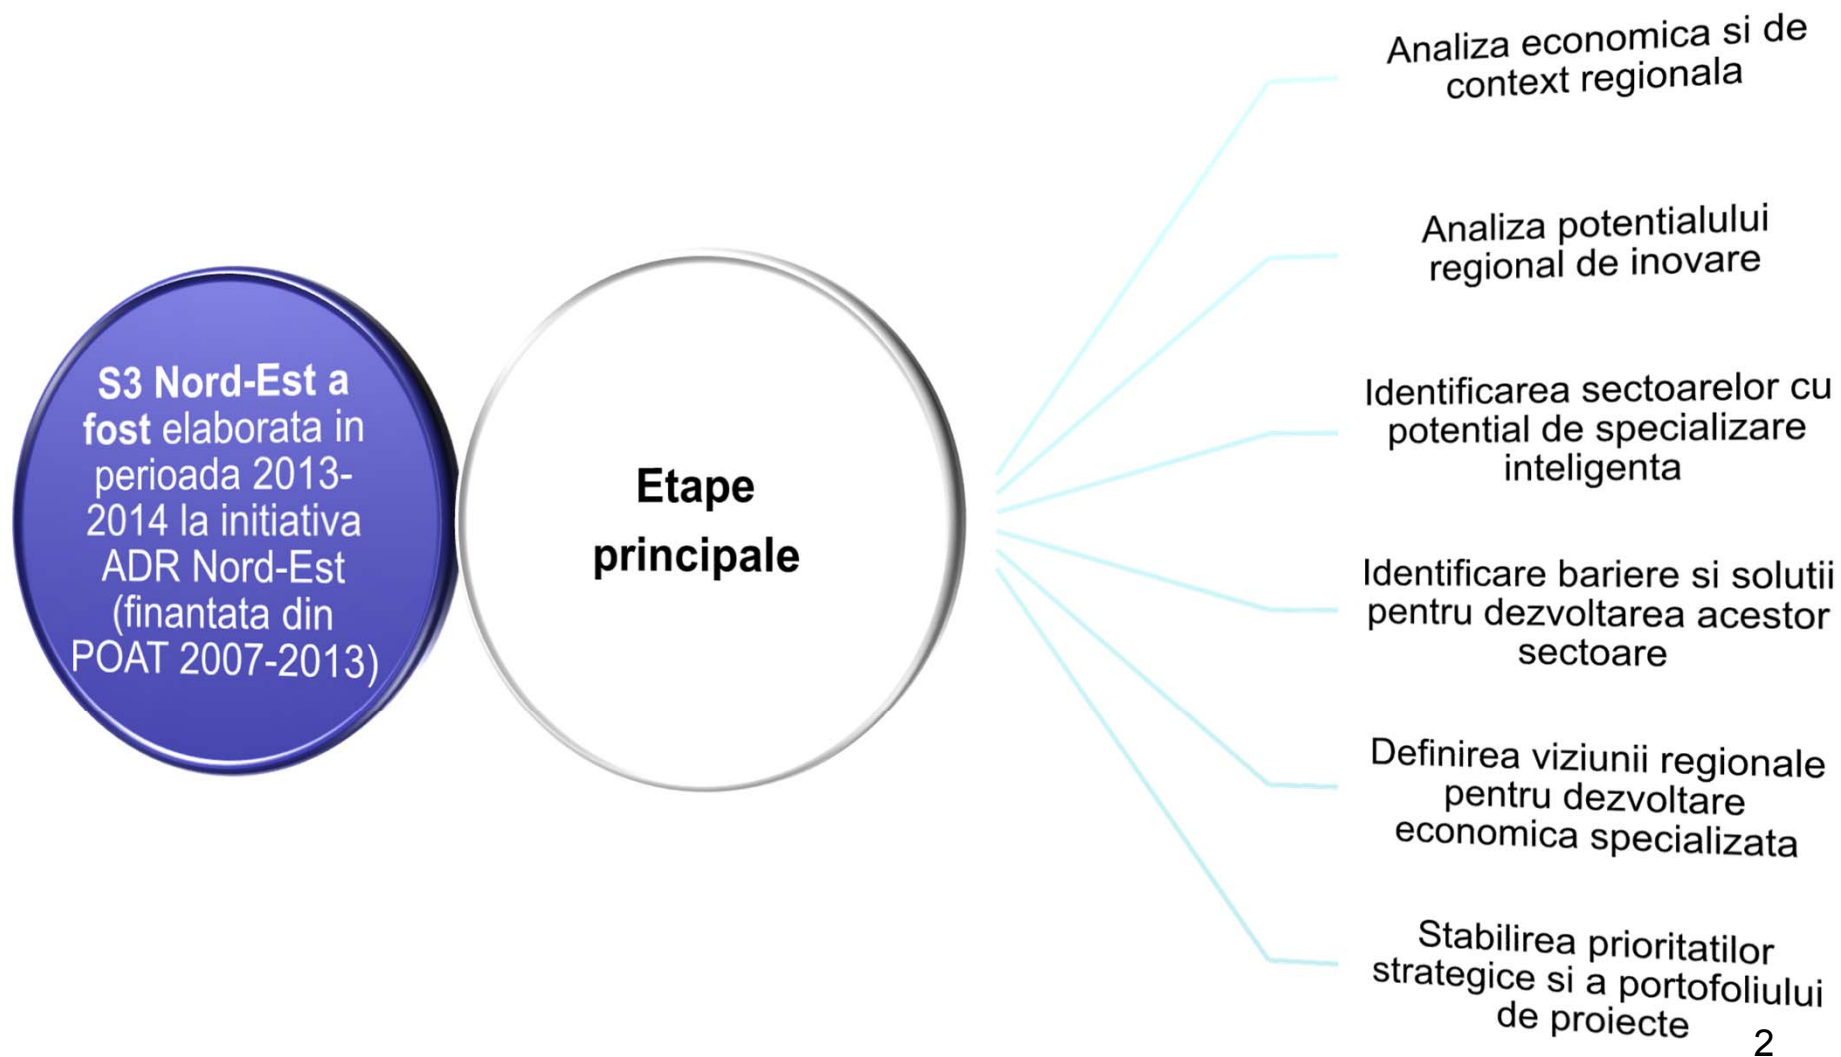 S3 Nord-Est a
fost elaborata in
perioada 2013-
2014 la initiativa
ADR Nord-Est
(finantata din
POAT 2007-2013)
Etape
principale
Analiza economica si de
context regionala
Analiza potentialului
regional de inovare
Identificarea sectoarelor cu
potential de specializare
inteligenta
Identificare bariere si solutii
pentru dezvoltarea acestor
sectoare
Definirea viziunii regionale
pentru dezvoltare
economica specializata
Stabilirea prioritatilor
strategice si a portofoliului
de proiecte
2